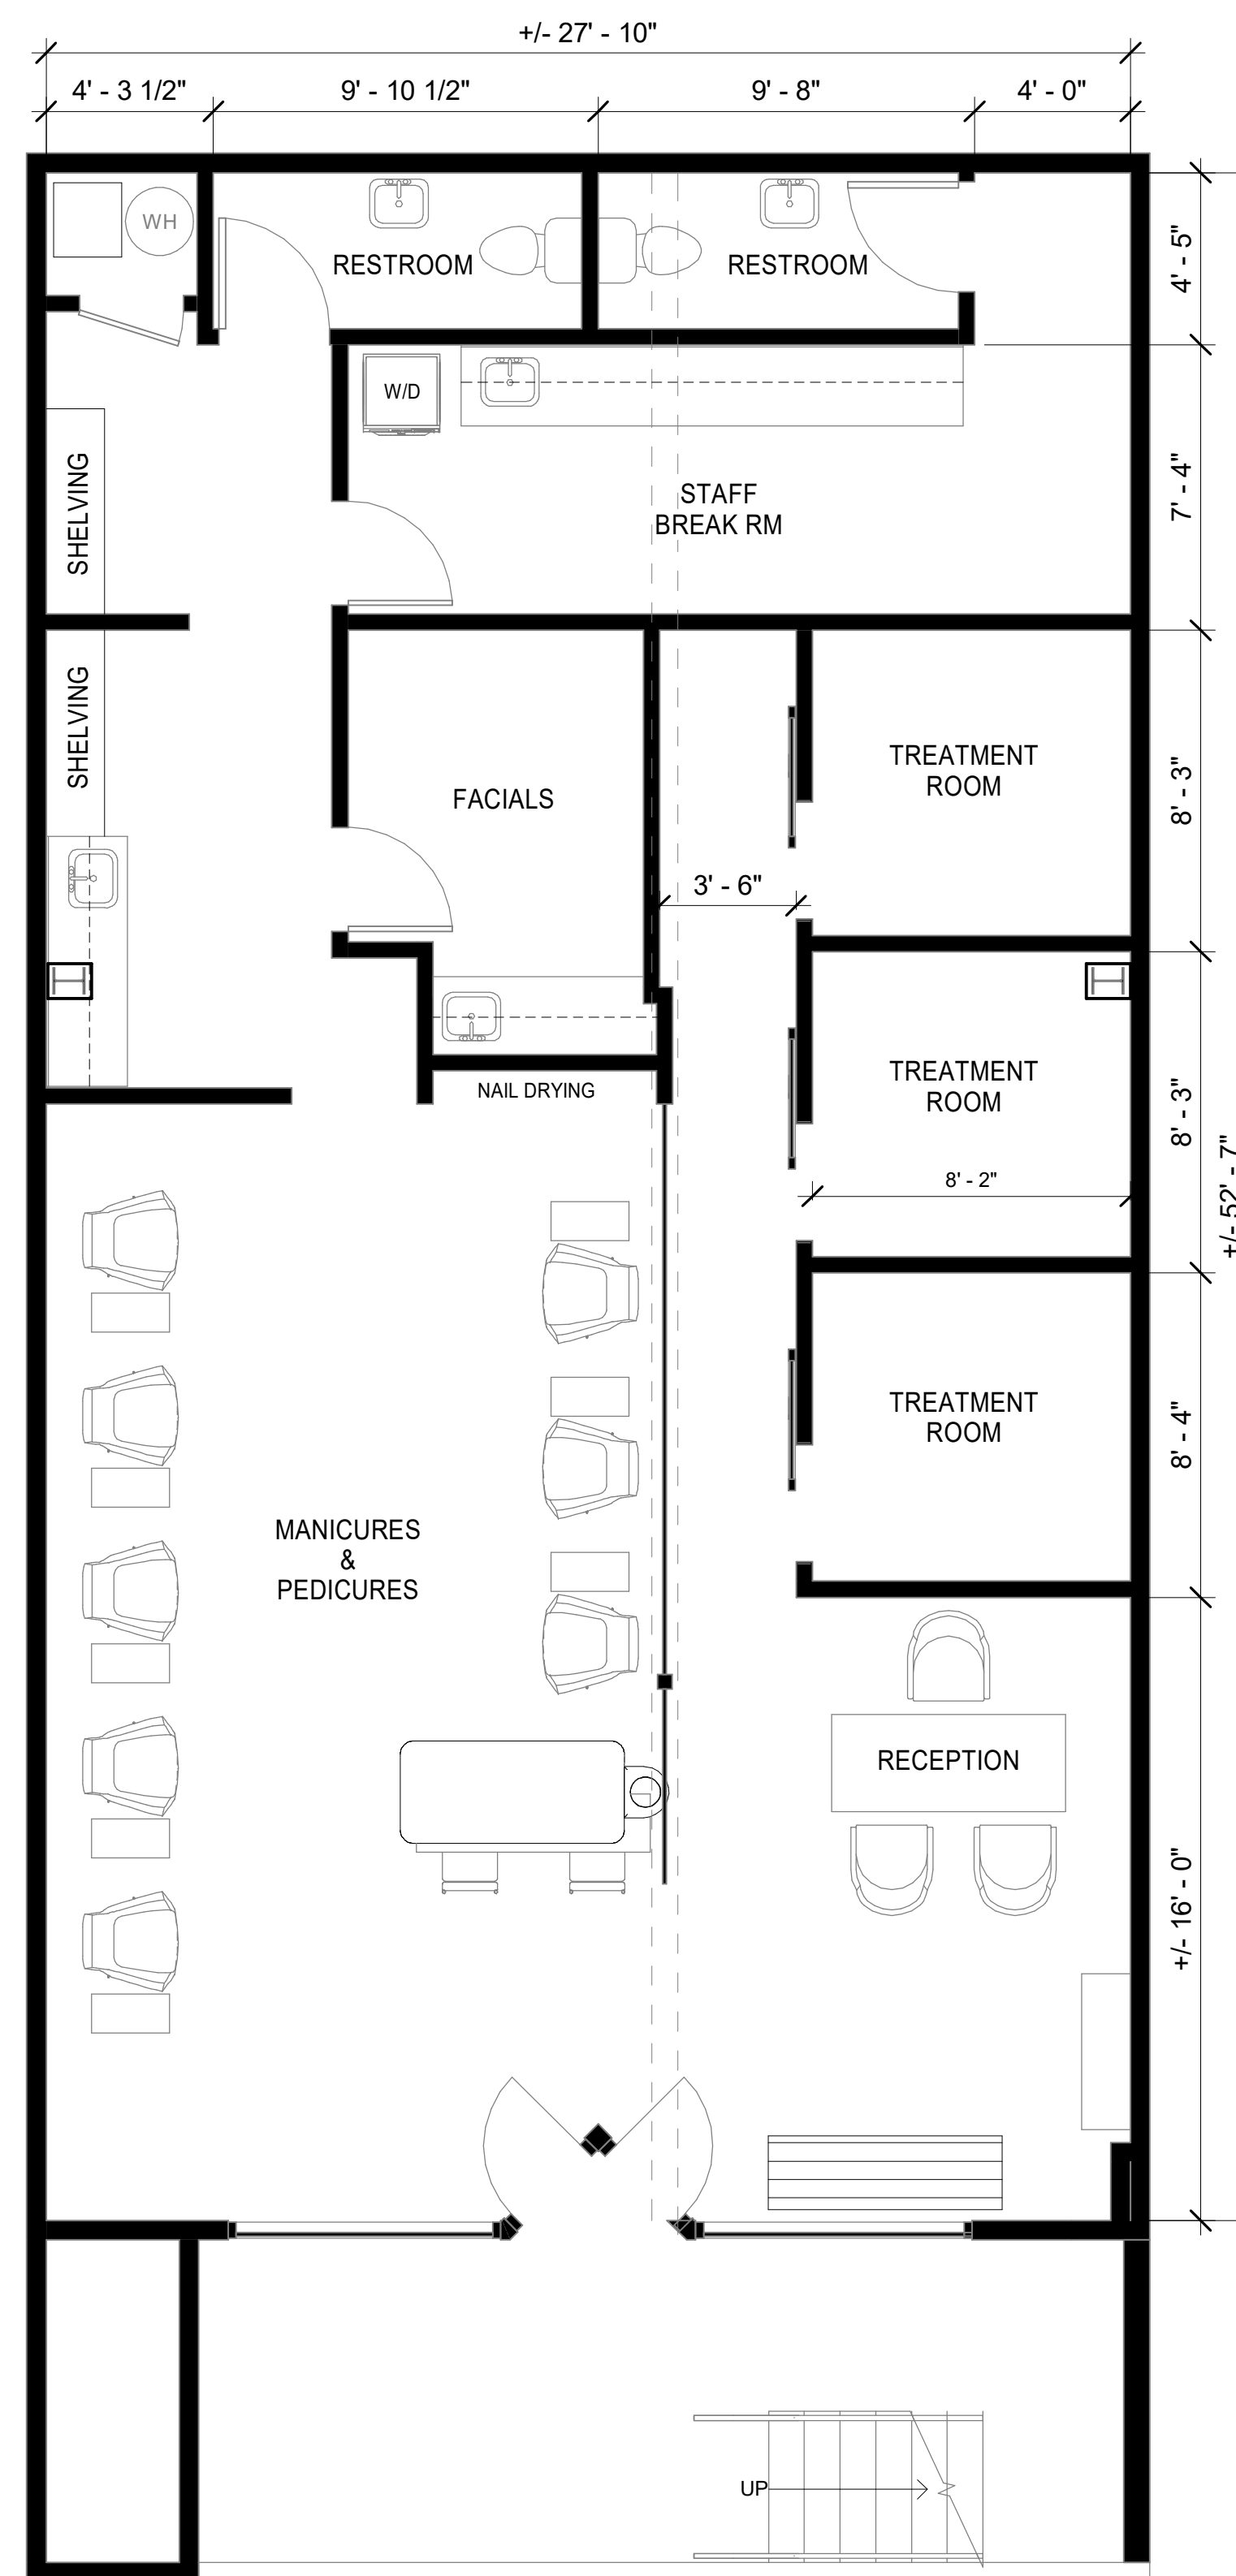 +/- 27' - 10"
4' - 3 1/2"
9' - 10 1/2"
9' - 8"
4' - 0"
WH
RESTROOM
RESTROOM
4' - 5"
W/D
SHELVING
STAFF
BREAK RM
7' - 4"
SHELVING
FACIALS
TREATMENT
ROOM
8' - 3"
3' - 6"
NAIL DRYING
TREATMENT
ROOM
8' - 3"
8' - 2"
+/- 52' - 7"
TREATMENT
ROOM
8' - 4"
MANICURES
&
PEDICURES
RECEPTION
+/- 16' - 0"
UP